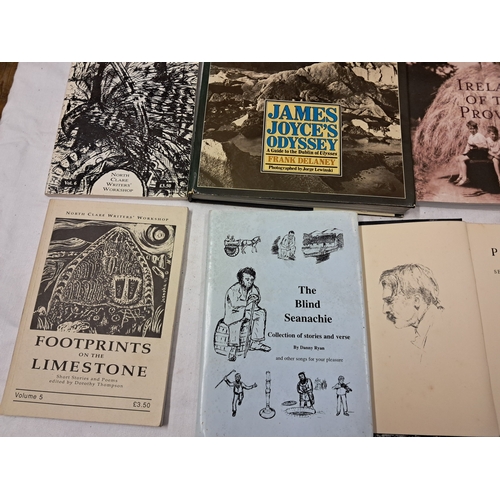 North
Clare
Writers'
Workshop
JAMES
JOYCE'S
ODYSSEY
A Guide to the Dublin of Ulysses
FRANK DELANEY
Photographed by Jorge Lewinski
OF
North Clare Writers' Workshop
FOOTPRINTS
ON THE
LIMESTONE
Short Stories and Poems
edited by Dorothy Thompson
Volume 5
£3.50
The
Blind
Seanachie
Collection of stories and verse
By Danny Ryan
and other songs for your pleasure